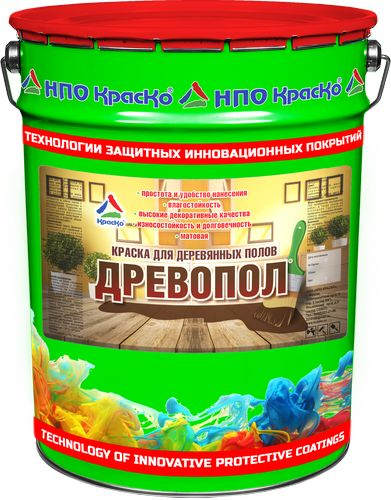 НПО КрасКо® НПО КрасКо®
ТЕХНОЛОГИИ ЗАЩИТНЫХ ИННОВАЦИОННЫХ ПОКРЫТИЙ
КрасКо
- простота и удобство нанесения
- влагостойкость
- высокие декоративные качества
- износостойкость и долговечность
- матовая
КРАСКА ДЛЯ ДЕРЕВЯННЫХ ПОЛОВ
ДРЕВОПОЛ®
TECHNOLOGY OF INNOVATIVE PROTECTIVE COATINGS